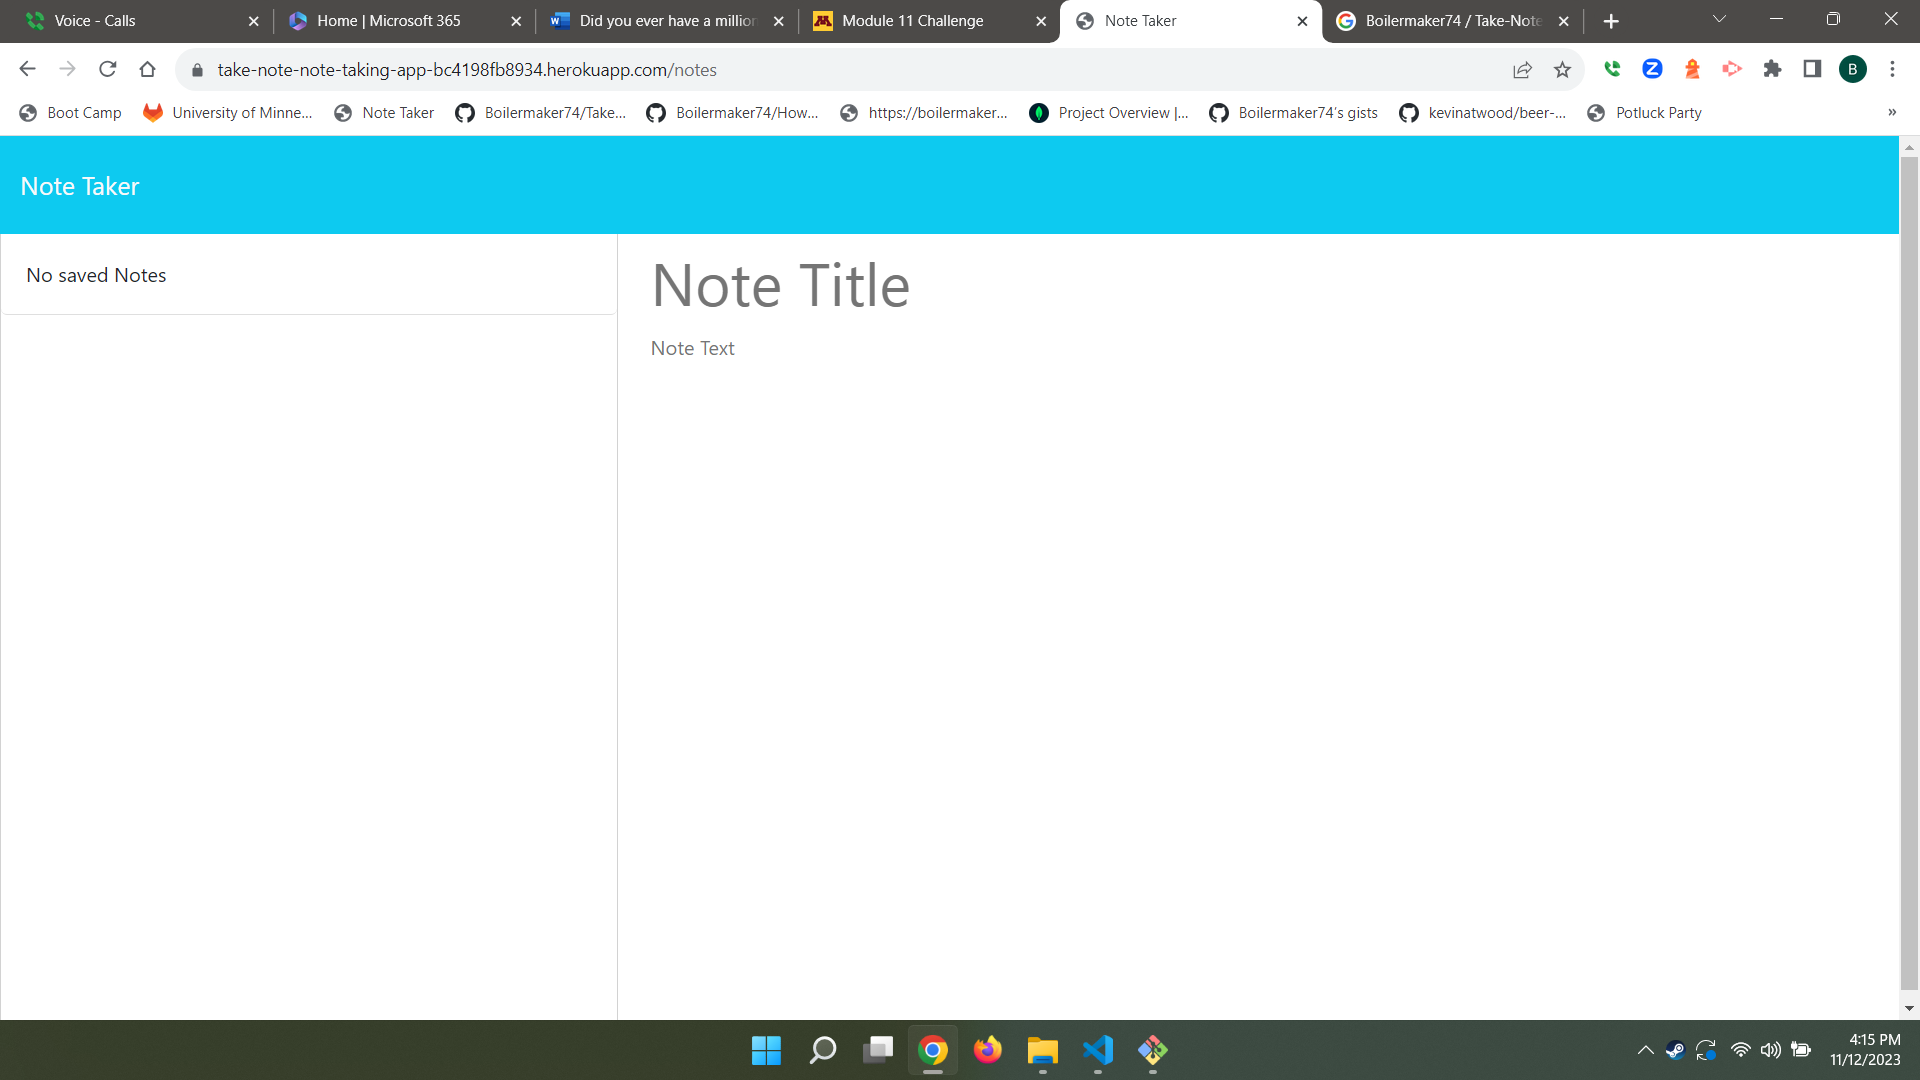 Voice - Calls
Home | Microsoft 365
Did you ever have a million
Module 11 Challenge
Note Taker
Boilermaker74 / Take-Note
take-note-note-taking-app-bc4198fb8934.herokuapp.com/notes
B
Boot Camp
University of Minne...
Note Taker
Boilermaker74/Take...
Boilermaker74/How...
https://boilermaker...
Project Overview |...
Boilermaker74's gists
kevinatwood/beer-...
Potluck Party
»
Note Taker
No saved Notes
Note Title
Note Text
4:15 PM
11/12/2023